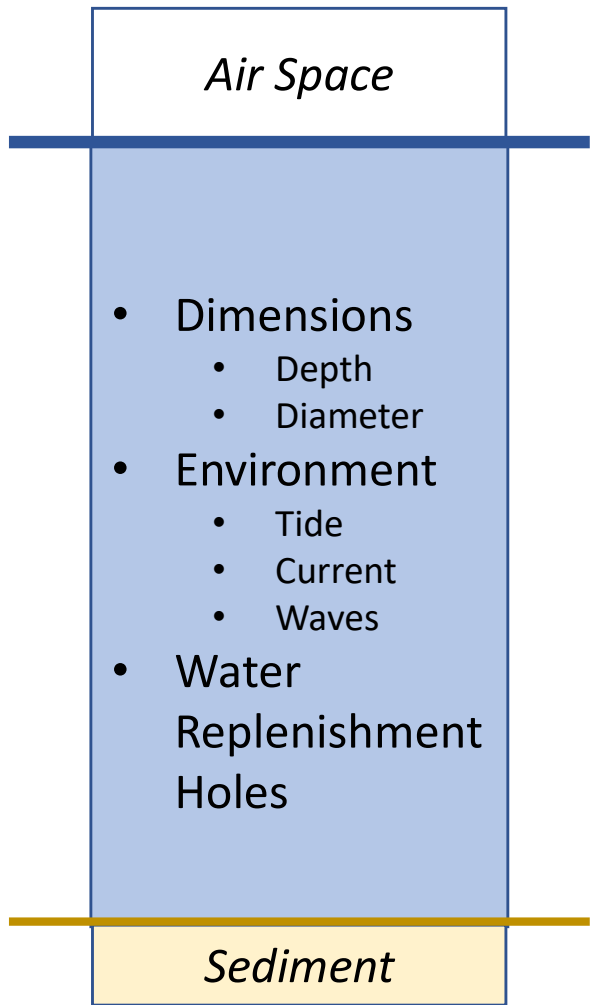 Air Space
• Dimensions
• Depth
• Diameter
• Environment
• Tide
• Current
• Waves
• Water
Replenishment
Holes
Sediment